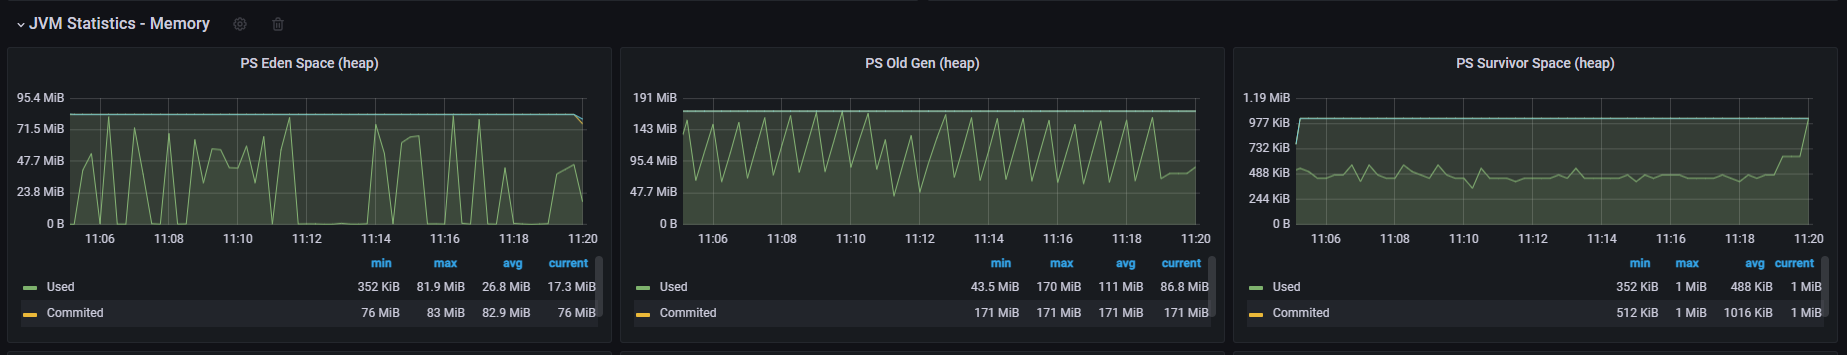 JVM Statistics - Memory
PS Eden Space (heap)
95.4 MiB
71.5 MiB
47.7 MiB
23.8 MiB
0 B
11:06 11:08 11:10 11:12 11:14 11:16 11:18 11:20
min max avg current
Used 352 KiB 81.9 MiB 26.8 MiB 17.3 MiB
Commited 76 MiB 83 MiB 82.9 MiB 76 MiB
PS Old Gen (heap)
191 MiB
143 MiB
95.4 MiB
47.7 MiB
0 B
11:06 11:08 11:10 11:12 11:14 11:16 11:18 11:20
min max avg current
Used 43.5 MiB 170 MiB 111 MiB 86.8 MiB
Commited 171 MiB 171 MiB 171 MiB 171 MiB
PS Survivor Space (heap)
1.19 MiB
977 KiB
732 KiB
488 KiB
244 KiB
0 B
11:06 11:08 11:10 11:12 11:14 11:16 11:18 11:20
min max avg current
Used 352 KiB 1 MiB 488 KiB 1 MiB
Commited 512 KiB 1 MiB 1016 KiB 1 MiB